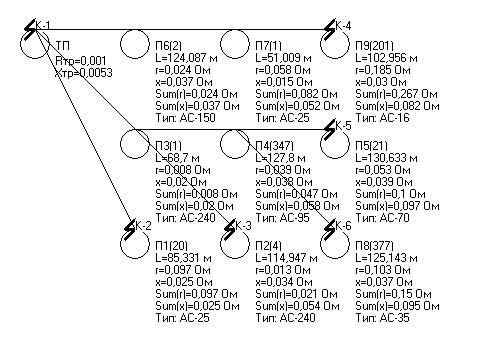 К-1
ТП
Rтр=0,001
Xтр=0,0053
П6(2)
L=124,087 м
r=0,024 Ом
x=0,037 Ом
Sum(r)=0,024 Ом
Sum(x)=0,037 Ом
Тип: АС-150
П7(1)
L=51,009 м
r=0,058 Ом
x=0,015 Ом
Sum(r)=0,082 Ом
Sum(x)=0,052 Ом
Тип: АС-25
К-4
П9(201)
L=102,956 м
r=0,185 Ом
x=0,03 Ом
Sum(r)=0,267 Ом
Sum(x)=0,082 Ом
Тип: АС-16
П3(1)
L=68,7 м
r=0,008 Ом
x=0,02 Ом
Sum(r)=0,008 Ом
Sum(x)=0,02 Ом
Тип: АС-240
П4(347)
L=127,8 м
r=0,039 Ом
x=0,038 Ом
Sum(r)=0,047 Ом
Sum(x)=0,058 Ом
Тип: АС-95
К-5
П5(21)
L=130,633 м
r=0,053 Ом
x=0,039 Ом
Sum(r)=0,1 Ом
Sum(x)=0,097 Ом
Тип: АС-70
К-2
П1(20)
L=85,331 м
r=0,097 Ом
x=0,025 Ом
Sum(r)=0,097 Ом
Sum(x)=0,025 Ом
Тип: АС-25
К-3
П2(4)
L=114,947 м
r=0,013 Ом
x=0,034 Ом
Sum(r)=0,021 Ом
Sum(x)=0,054 Ом
Тип: АС-240
К-6
П8(377)
L=125,143 м
r=0,103 Ом
x=0,037 Ом
Sum(r)=0,15 Ом
Sum(x)=0,095 Ом
Тип: АС-35